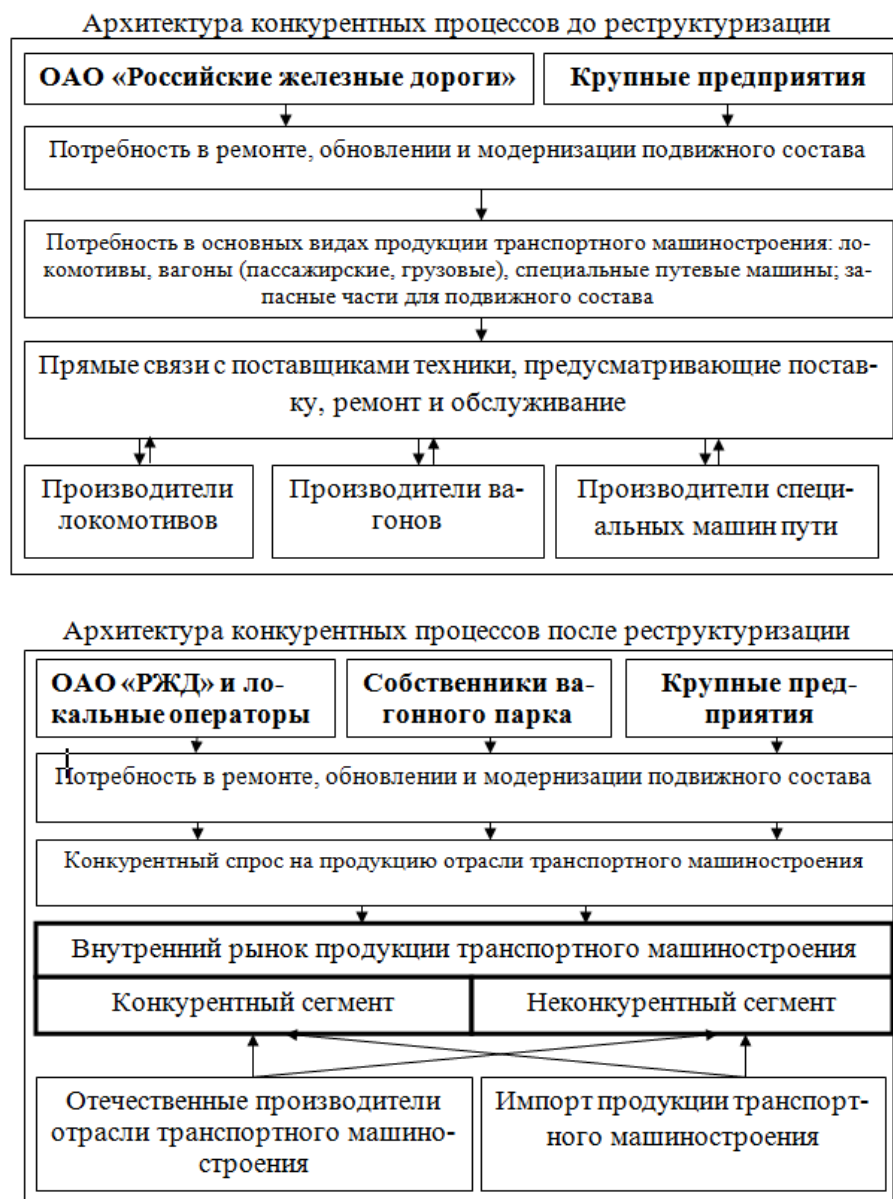 Архитектура конкурентных процессов до реструктуризации
ОАО «Российские железные дороги»
Крупные предприятия
Потребность в ремонте, обновлении и модернизации подвижного состава
Потребность в основных видах продукции транспортного машиностроения: ло-
комотивы, вагоны (пассажирские, грузовые), специальные путевые машины; за-
пасные части для подвижного состава
Прямые связи с поставщиками техники, предусматривающие постав-
ку, ремонт и обслуживание
Производители
локомотивов
Производители ва-
гонов
Производители специ-
альных машин пути
Архитектура конкурентных процессов после реструктуризации
ОАО «РЖД» и ло-
кальные операторы
Собственники ва-
гонного парка
Крупные пред-
приятия
Потребность в ремонте, обновлении и модернизации подвижного состава
Конкурентный спрос на продукцию отрасли транспортного машиностроения
Внутренний рынок продукции транспортного машиностроения
Конкурентный сегмент
Неконкурентный сегмент
Отечественные производители
отрасли транспортного машино-
строения
Импорт продукции транспорт-
ного машиностроения